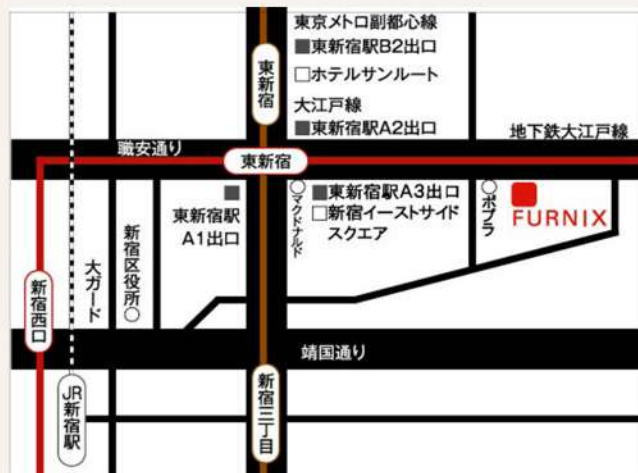 東京メトロ副都心線
■東新宿駅B2出口
□ホテルサンルート
大江戸線
■東新宿駅A2出口
東新宿
職安通り
東新宿
地下鉄大江戸線
■
東新宿駅
A1出口
○マクドナルド
■東新宿駅A3出口
□新宿イーストサイド
スクエア
○ポプラ
FURNIX
新宿西口
大ガード
新宿区役所○
靖国通り
JR新宿駅
新宿三丁目